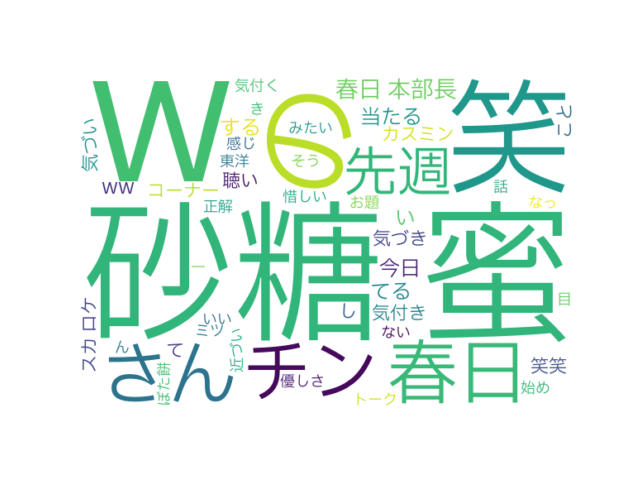 W
６
笑
砂糖
蜜
さん
チン
春日
先週
春日 本部長
気付く
き
する
みたい
当たる
カスミン
マニ
気づい
感じ
東洋
そう
話
ww
コーナー
聴い
惜しい
お題
なっ
正解
い
気づき
今日
てる
目
一
スカロケ
いい
ミツ
し
気付き
ない
ん
て
近づい
笑笑
ぼた餅
優しさ
始め
トーク